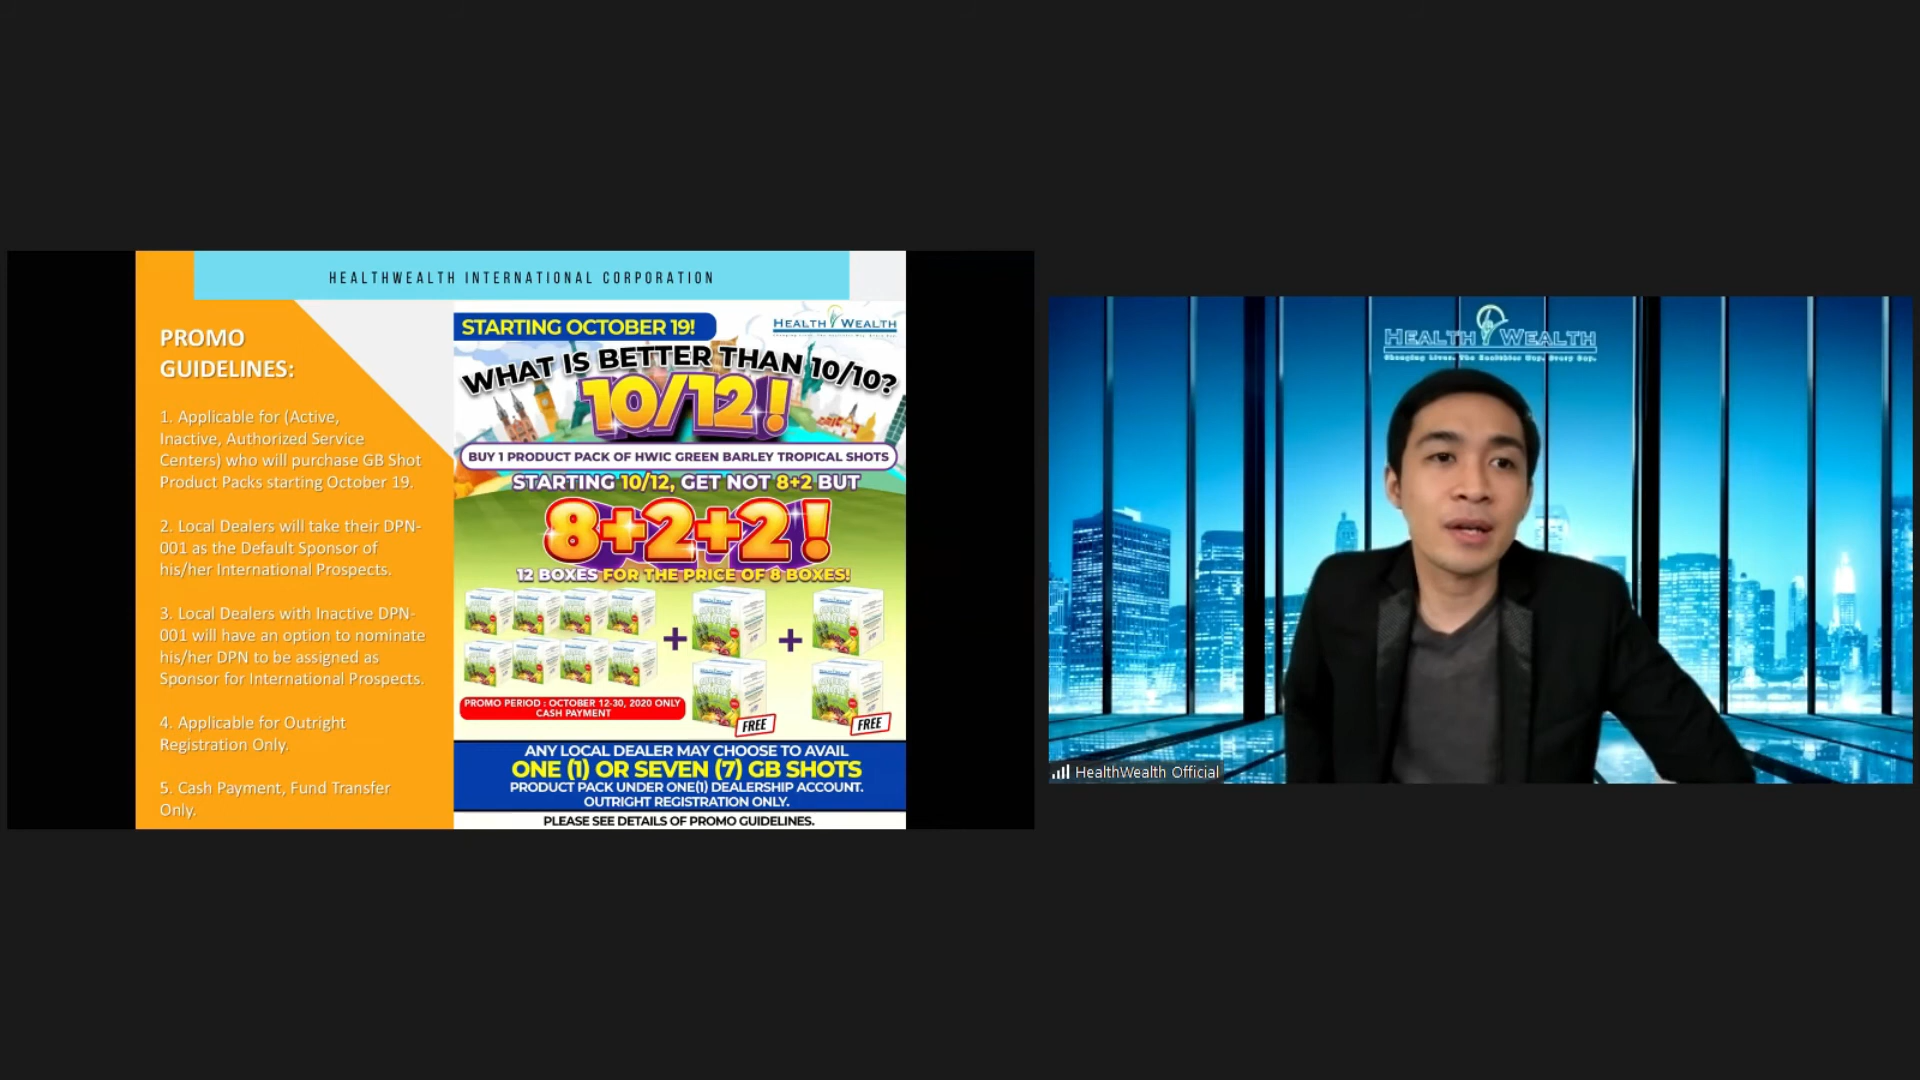 HEALTHWEALTH INTERNATIONAL CORPORATION
PROMO
GUIDELINES:
1. Applicable for (Active,
Inactive, Authorized Service
Centers) who will purchase GB Shot
Product Packs starting October 19.
2. Local Dealers will take their DPN-
001 as the Default Sponsor of
his/her International Prospects.
3. Local Dealers with Inactive DPN-
001 will have an option to nominate
his/her DPN to be assigned as
Sponsor for International Prospects.
4. Applicable for Outright
Registration Only.
5. Cash Payment, Fund Transfer
Only.
STARTING OCTOBER 19!
HEALTH WEALTH
WHAT IS BETTER THAN 10/10?
10/12!
BUY 1 PRODUCT PACK OF HWIC GREEN BARLEY TROPICAL SHOTS
STARTING 10/12, GET NOT 8+2 BUT
8+2+2!
12 BOXES FOR THE PRICE OF 8 BOXES!
+
+
PROMO PERIOD : OCTOBER 12-30, 2020 ONLY
CASH PAYMENT
FREE
FREE
ANY LOCAL DEALER MAY CHOOSE TO AVAIL
ONE (1) OR SEVEN (7) GB SHOTS
PRODUCT PACK UNDER ONE(1) DEALERSHIP ACCOUNT.
OUTRIGHT REGISTRATION ONLY.
PLEASE SEE DETAILS OF PROMO GUIDELINES.
HEALTH WEALTH
Changing Lives. The Healthier Way. Every Day.
HealthWealth Official